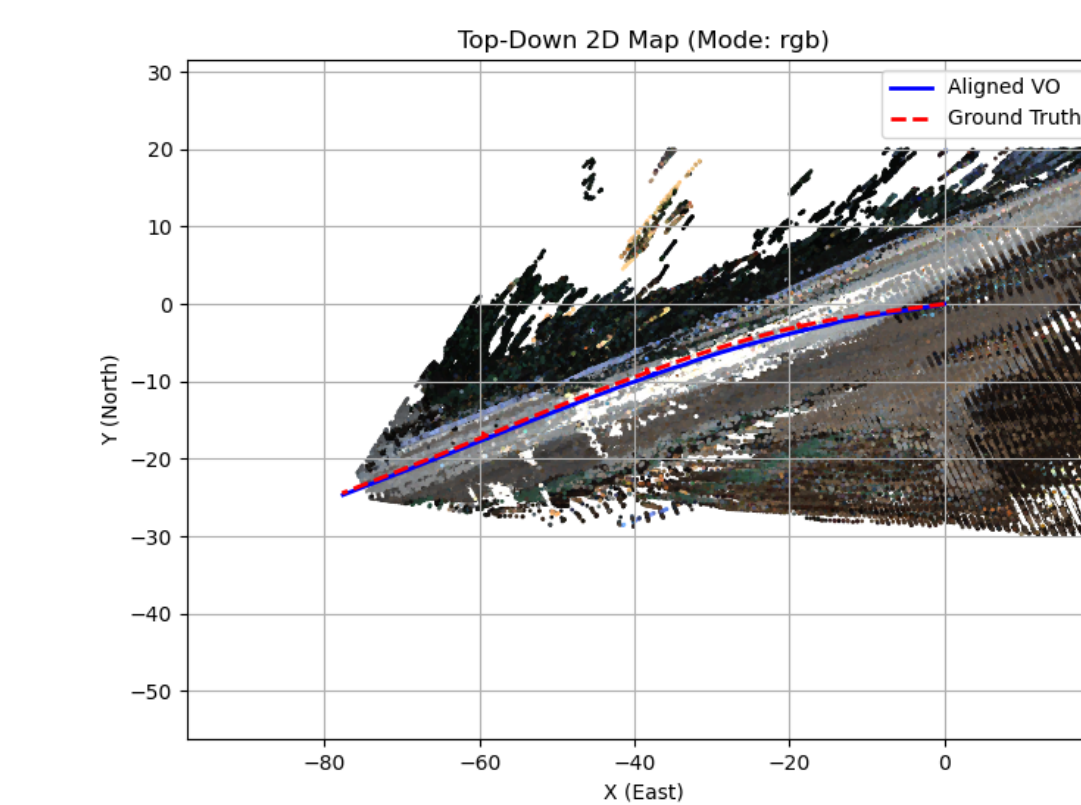 Top-Down 2D Map (Mode: rgb)
Aligned VO
Ground Truth
30
20
10
0
−10
−20
−30
−40
−50
Y (North)
−80
−60
−40
−20
0
X (East)